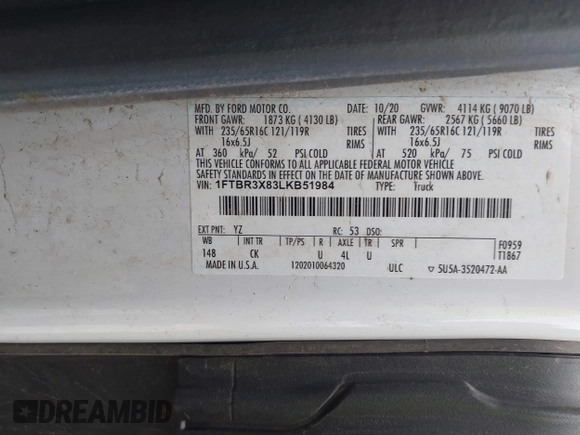 MFD. BY FORD MOTOR CO. DATE: 10/20 GVWR: 4114 KG ( 9070 LB)
FRONT GAWR: 1873 KG ( 4130 LB) REAR GAWR: 2567 KG ( 5660 LB)
WITH 235/65R16C 121/119R TIRES WITH 235/65R16C 121/119R TIRES
16x6.5J RIMS 16x6.5J RIMS
AT 360 kPa/ 52 PSI COLD AT 520 kPa/ 75 PSI COLD
THIS VEHICLE CONFORMS TO ALL APPLICABLE FEDERAL MOTOR VEHICLE
SAFETY STANDARDS IN EFFECT ON THE DATE OF MANUFACTURE SHOWN ABOVE.
VIN: 1FTBR3X83LKB51984 TYPE: Truck
EXT PNT: YZ RC: 53 DSO:
WB INT TR TP/PS R AXLE TR SPR F0959
148 CK U 4L U T1867
MADE IN U.S.A. 1202010064320 ULC ▽ 5U5A-3520472-AA
DREAMBID